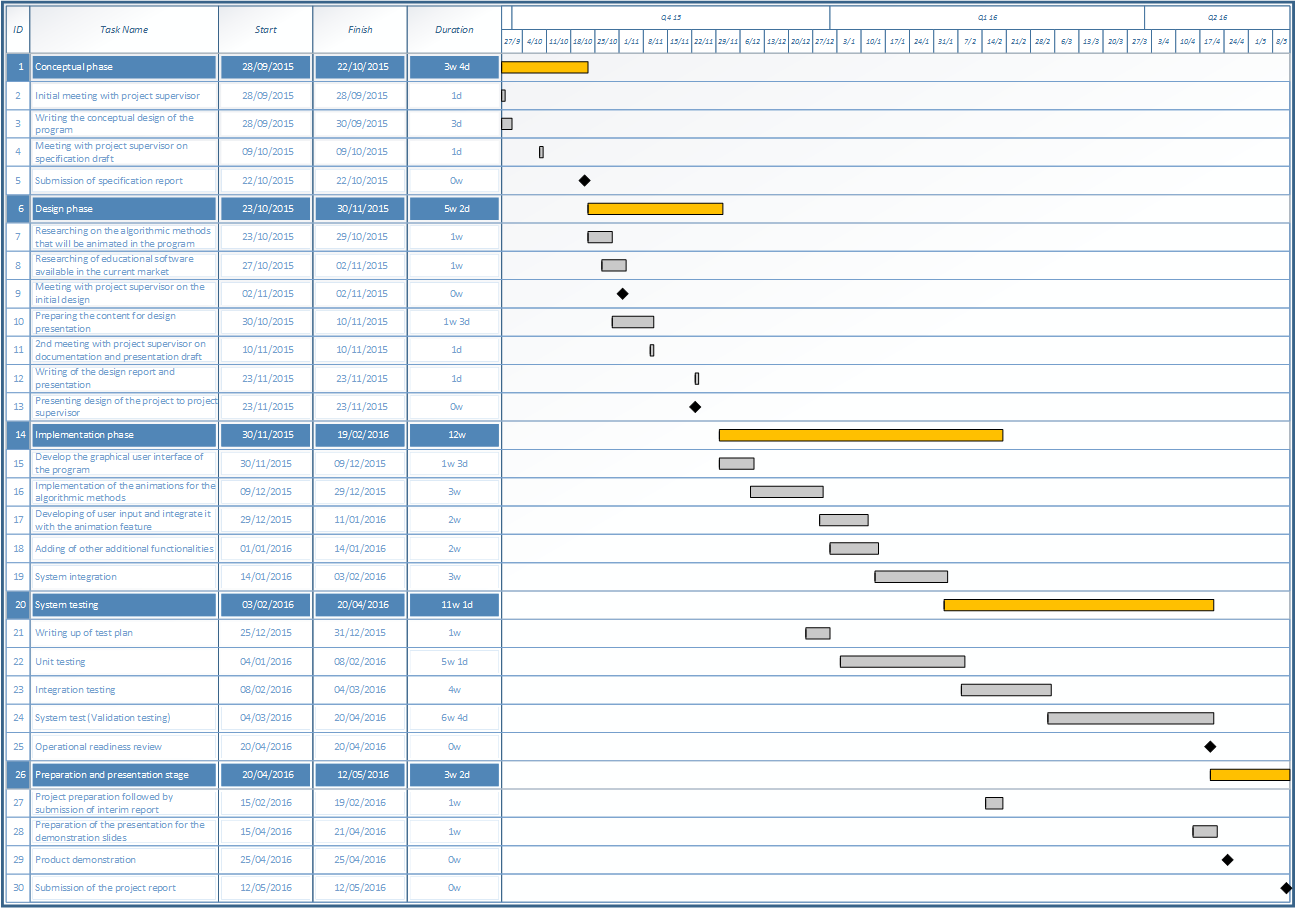 ID Task Name Start Finish Duration Q4 15 Q1 16 Q2 16
27/9 4/10 11/10 18/10 25/10 1/11 8/11 15/11 22/11 29/11 6/12 13/12 20/12 27/12 3/1 10/1 17/1 24/1 31/1 7/2 14/2 21/2 28/2 6/3 13/3 20/3 27/3 3/4 10/4 17/4 24/4 1/5 8/5
1 Conceptual phase 28/09/2015 22/10/2015 3w 4d
2 Initial meeting with project supervisor 28/09/2015 28/09/2015 1d
3 Writing the conceptual design of the
program 28/09/2015 30/09/2015 3d
4 Meeting with project supervisor on
specification draft 09/10/2015 09/10/2015 1d
5 Submission of specification report 22/10/2015 22/10/2015 0w
6 Design phase 23/10/2015 30/11/2015 5w 2d
7 Researching on the algorithmic methods
that will be animated in the program 23/10/2015 29/10/2015 1w
8 Researching of educational software
available in the current market 27/10/2015 02/11/2015 1w
9 Meeting with project supervisor on the
initial design 02/11/2015 02/11/2015 0w
10 Preparing the content for design
presentation 30/10/2015 10/11/2015 1w 3d
11 2nd meeting with project supervisor on
documentation and presentation draft 10/11/2015 10/11/2015 1d
12 Writing of the design report and
presentation 23/11/2015 23/11/2015 1d
13 Presenting design of the project to project
supervisor 23/11/2015 23/11/2015 0w
14 Implementation phase 30/11/2015 19/02/2016 12w
15 Develop the graphical user interface of
the program 30/11/2015 09/12/2015 1w 3d
16 Implementation of the animations for the
algorithmic methods 09/12/2015 29/12/2015 3w
17 Developing of user input and integrate it
with the animation feature 29/12/2015 11/01/2016 2w
18 Adding of other additional functionalities 01/01/2016 14/01/2016 2w
19 System integration 14/01/2016 03/02/2016 3w
20 System testing 03/02/2016 20/04/2016 11w 1d
21 Writing up of test plan 25/12/2015 31/12/2015 1w
22 Unit testing 04/01/2016 08/02/2016 5w 1d
23 Integration testing 08/02/2016 04/03/2016 4w
24 System test (Validation testing) 04/03/2016 20/04/2016 6w 4d
25 Operational readiness review 20/04/2016 20/04/2016 0w
26 Preparation and presentation stage 20/04/2016 12/05/2016 3w 2d
27 Project preparation followed by
submission of interim report 15/02/2016 19/02/2016 1w
28 Preparation of the presentation for the
demonstration slides 15/04/2016 21/04/2016 1w
29 Product demonstration 25/04/2016 25/04/2016 0w
30 Submission of the project report 12/05/2016 12/05/2016 0w